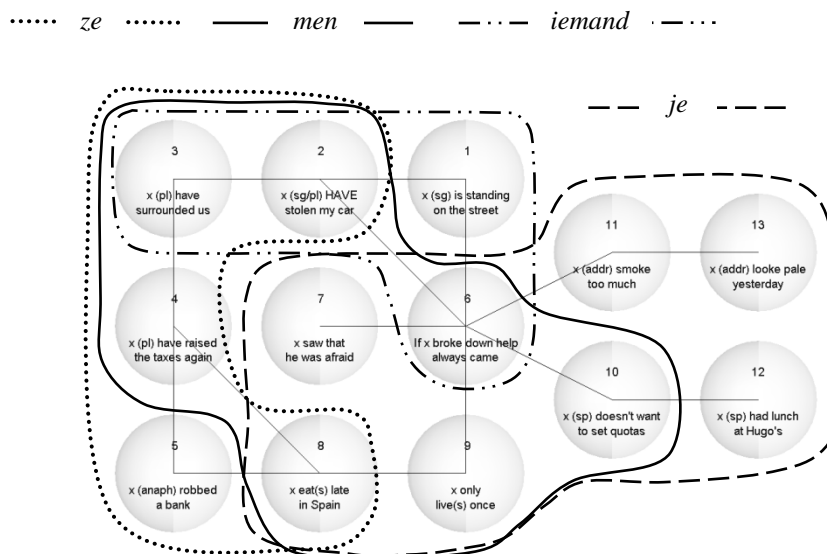 ze men iemand
je
3 2 1
x (pl) have
surrounded us
x (sg/pl) HAVE
stolen my car
x (sg) is standing
on the street
11 13
x (addr) smoke
too much
x (addr) looke pale
yesterday
4 7 6
x (pl) have raised
the taxes again
x saw that
he was afraid
If x broke down help
always came
10 12
x (sp) doesn't want
to set quotas
x (sp) had lunch
at Hugo's
5 8 9
x (anaph) robbed
a bank
x eat(s) late
in Spain
x only
live(s) once